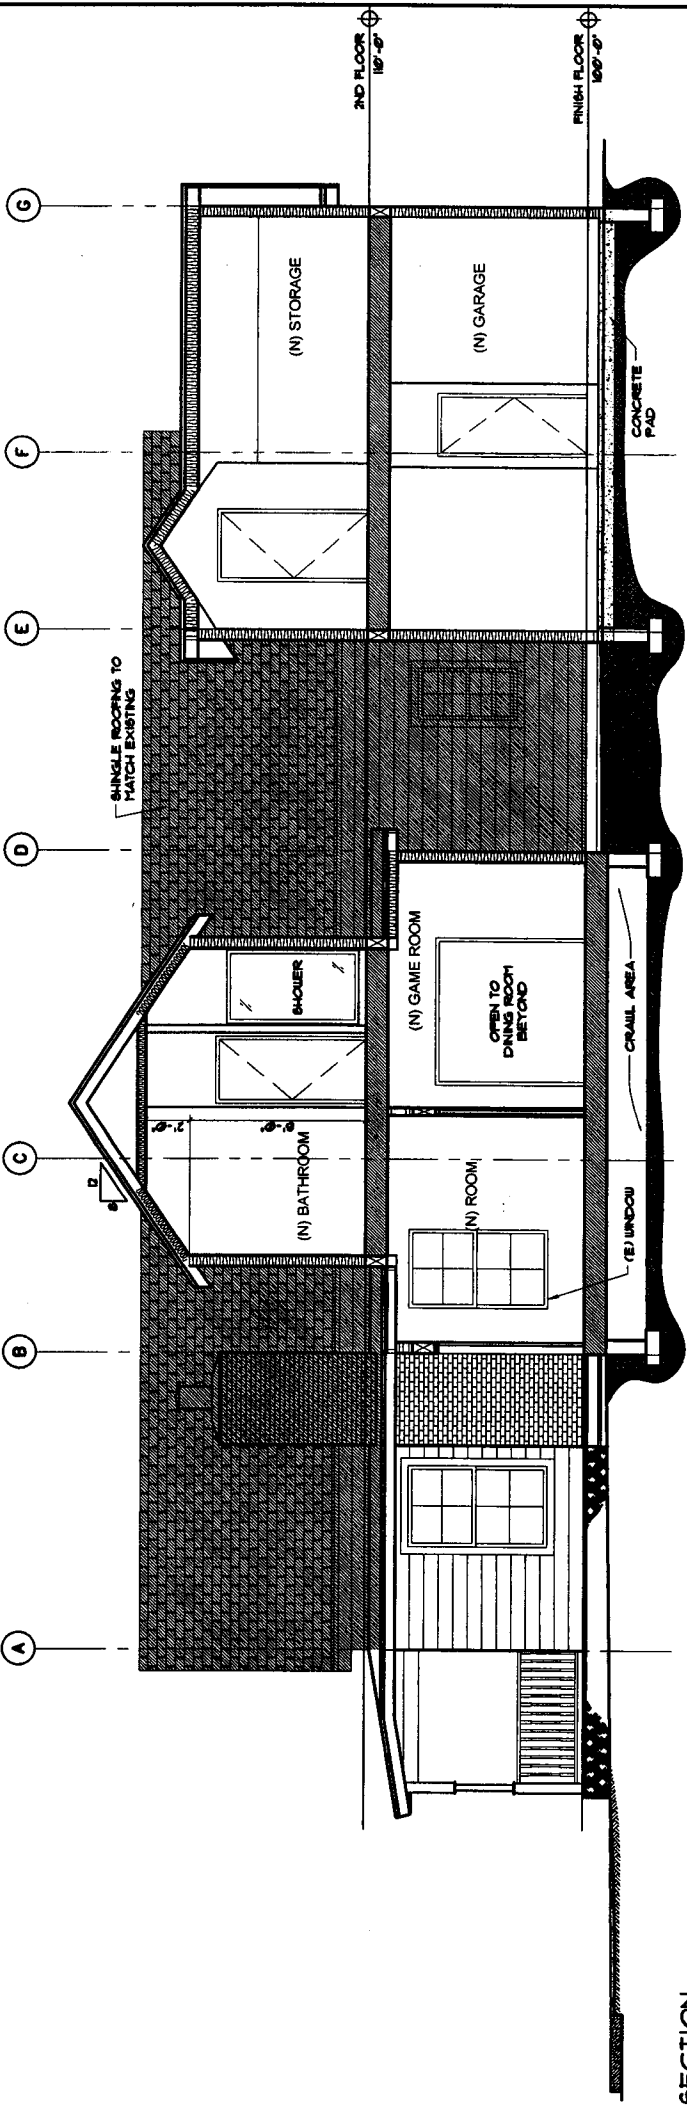 A
B
C
D
E
F
G
SHINGLE ROOFING TO
MATCH EXISTING
12
8
2'-0"
8'-0"
(N) BATHROOM
SHOWER
(N) STORAGE
2ND FLOOR
110'-0"
(N) ROOM
(N) GAME ROOM
OPEN TO
DINING ROOM
BEYOND
(N) GARAGE
FINISH FLOOR
100'-0"
(E) WINDOW
CRAWL AREA
CONCRETE
PAD
SECTION